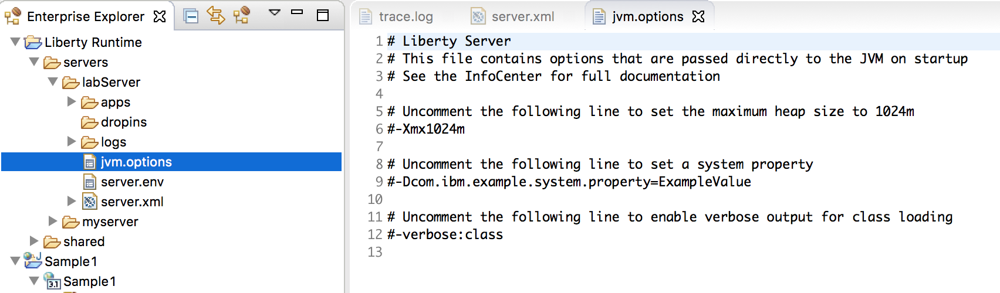 Enterprise Explorer
Liberty Runtime
servers
labServer
apps
dropins
logs
jvm.options
server.env
server.xml
myserver
shared
Sample1
3.1 Sample1
trace.log server.xml jvm.options
1 # Liberty Server
2 # This file contains options that are passed directly to the JVM on startup
3 # See the InfoCenter for full documentation
4
5 # Uncomment the following line to set the maximum heap size to 1024m
6 #-Xmx1024m
7
8 # Uncomment the following line to set a system property
9 #-Dcom.ibm.example.system.property=ExampleValue
10
11 # Uncomment the following line to enable verbose output for class loading
12 #-verbose:class
13